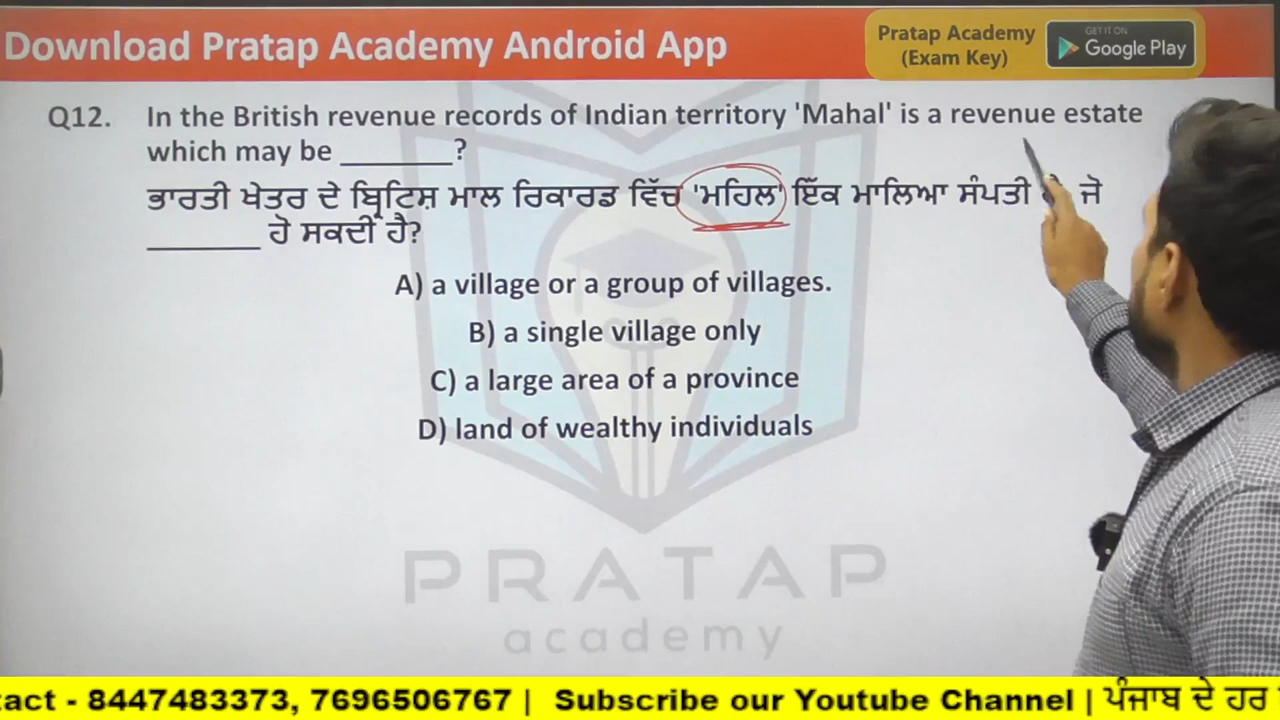 Download Pratap Academy Android App
Pratap Academy
(Exam Key)
GET IT ON
Google Play
Q12. In the British revenue records of Indian territory 'Mahal' is a revenue estate
which may be _______?
ਭਾਰਤੀ ਖੇਤਰ ਦੇ ਬ੍ਰਿਟਿਸ਼ ਮਾਲ ਰਿਕਾਰਡ ਵਿੱਚ 'ਮਹਿਲ' ਇੱਕ ਮਾਲਿਆ ਸੰਪਤੀ ਜੋ
_______ ਹੋ ਸਕਦੀ ਹੈ?
A) a village or a group of villages.
B) a single village only
C) a large area of a province
D) land of wealthy individuals
PRATAP
academy
tact - 8447483373, 7696506767 | Subscribe our Youtube Channel | ਪੰਜਾਬ ਦੇ ਹਰ